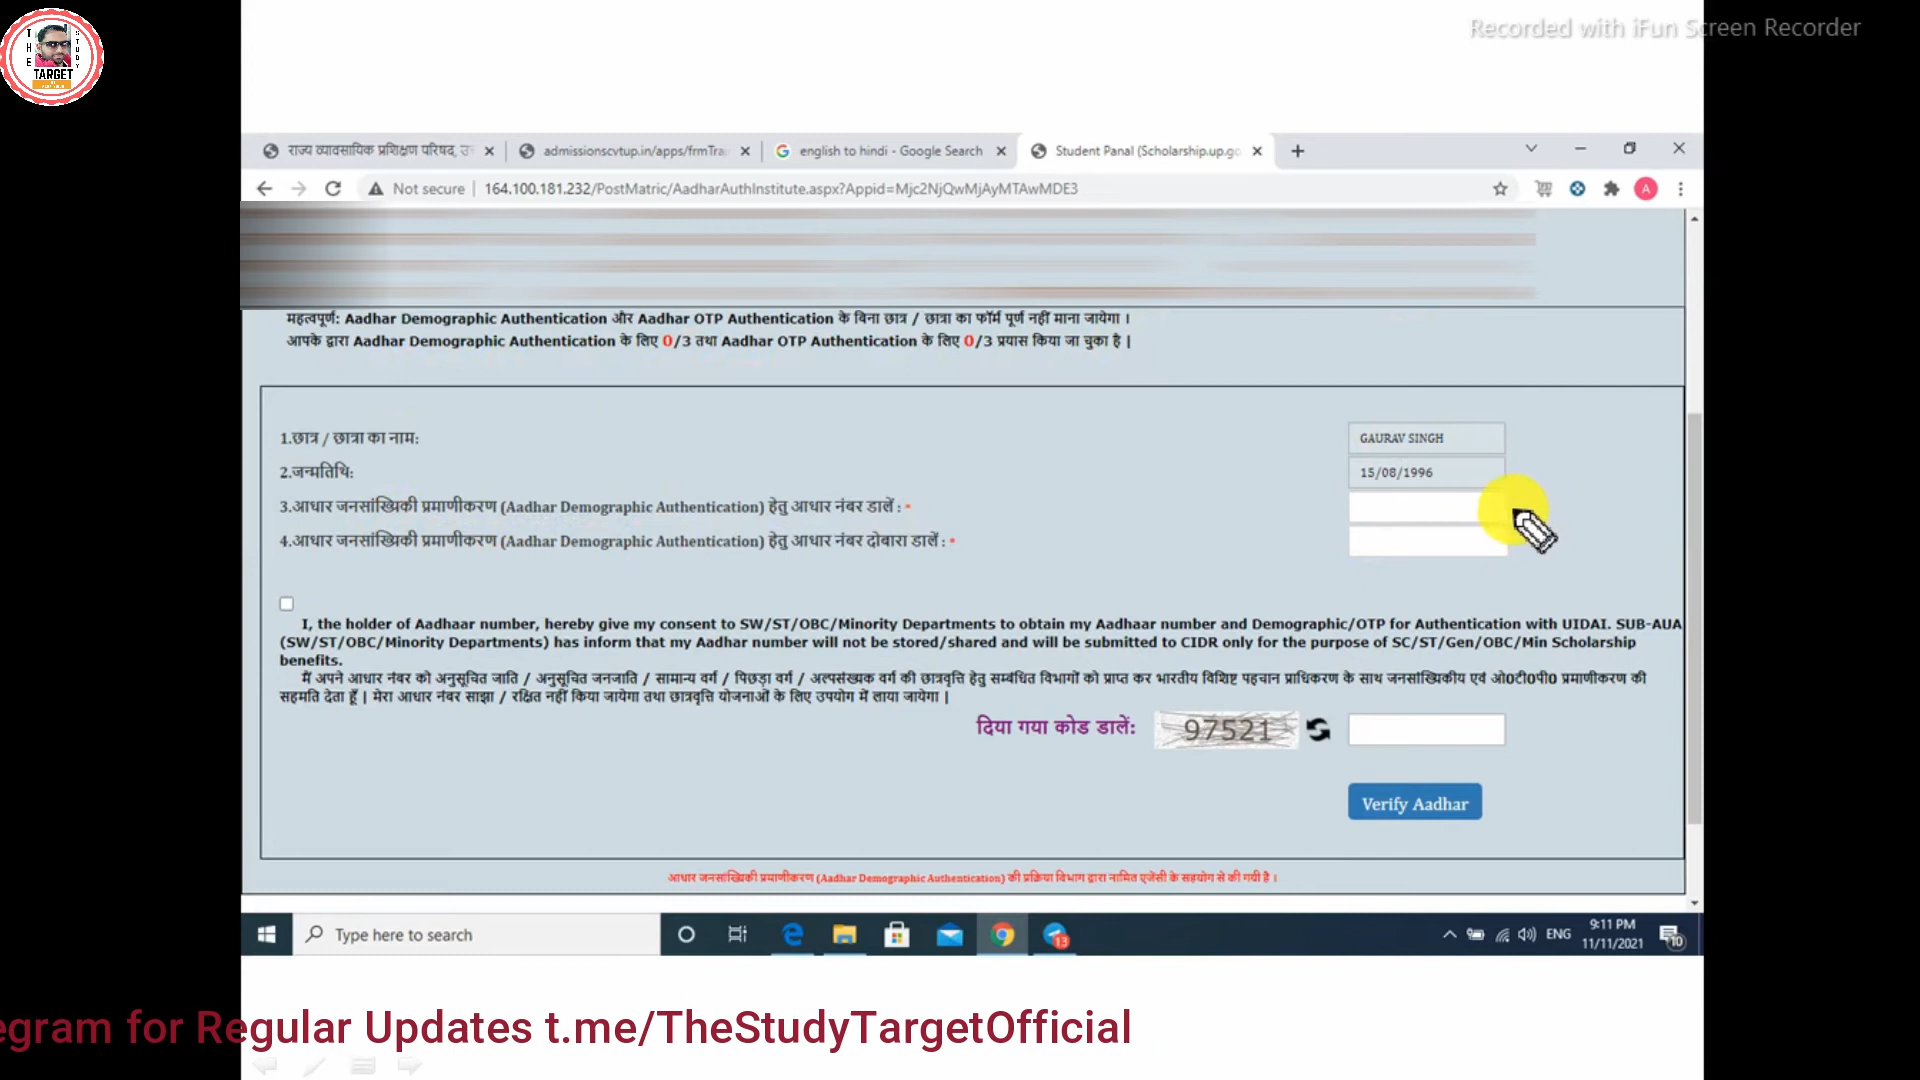 Recorded with iFun Screen Recorder
THE
STUDY
TARGET
राज्य व्यावसायिक प्रशिक्षण परिषद, उ
admissionscvtup.in/apps/frmTra
english to hindi - Google Search
Student Panal (Scholarship.up.go
Not secure | 164.100.181.232/PostMatric/AadharAuthInstitute.aspx?Appid=Mjc2NjQwMjAyMTAwMDE3
महत्वपूर्ण: Aadhar Demographic Authentication और Aadhar OTP Authentication के बिना छात्र / छात्रा का फॉर्म पूर्ण नहीं माना जायेगा ।
आपके द्वारा Aadhar Demographic Authentication के लिए 0/3 तथा Aadhar OTP Authentication के लिए 0/3 प्रयास किया जा चुका है |
1.छात्र / छात्रा का नाम: GAURAV SINGH
2.जन्मतिथि: 15/08/1996
3.आधार जनसांख्यिकी प्रमाणीकरण (Aadhar Demographic Authentication) हेतु आधार नंबर डालें : *
4.आधार जनसांख्यिकी प्रमाणीकरण (Aadhar Demographic Authentication) हेतु आधार नंबर दोबारा डालें : *
I, the holder of Aadhaar number, hereby give my consent to SW/ST/OBC/Minority Departments to obtain my Aadhaar number and Demographic/OTP for Authentication with UIDAI. SUB-AUA
(SW/ST/OBC/Minority Departments) has inform that my Aadhar number will not be stored/shared and will be submitted to CIDR only for the purpose of SC/ST/Gen/OBC/Min Scholarship
benefits.
मैं अपने आधार नंबर को अनुसूचित जाति / अनुसूचित जनजाति / सामान्य वर्ग / पिछड़ा वर्ग / अल्पसंख्यक वर्ग की छात्रवृत्ति हेतु सम्बंधित विभागों को प्राप्त कर भारतीय विशिष्ट पहचान प्राधिकरण के साथ जनसांख्यिकीय एवं ओ0टी0पी0 प्रमाणीकरण की
सहमति देता हूँ | मेरा आधार नंबर साझा / रक्षित नहीं किया जायेगा तथा छात्रवृत्ति योजनाओं के लिए उपयोग में लाया जायेगा |
दिया गया कोड डालें: 97521
Verify Aadhar
आधार जनसांख्यिकी प्रमाणीकरण (Aadhar Demographic Authentication) की प्रक्रिया विभाग द्वारा नामित एजेंसी के सहयोग से की गयी है ।
Type here to search
13
ENG
9:11 PM
11/11/2021
10
egram for Regular Updates t.me/TheStudyTargetOfficial